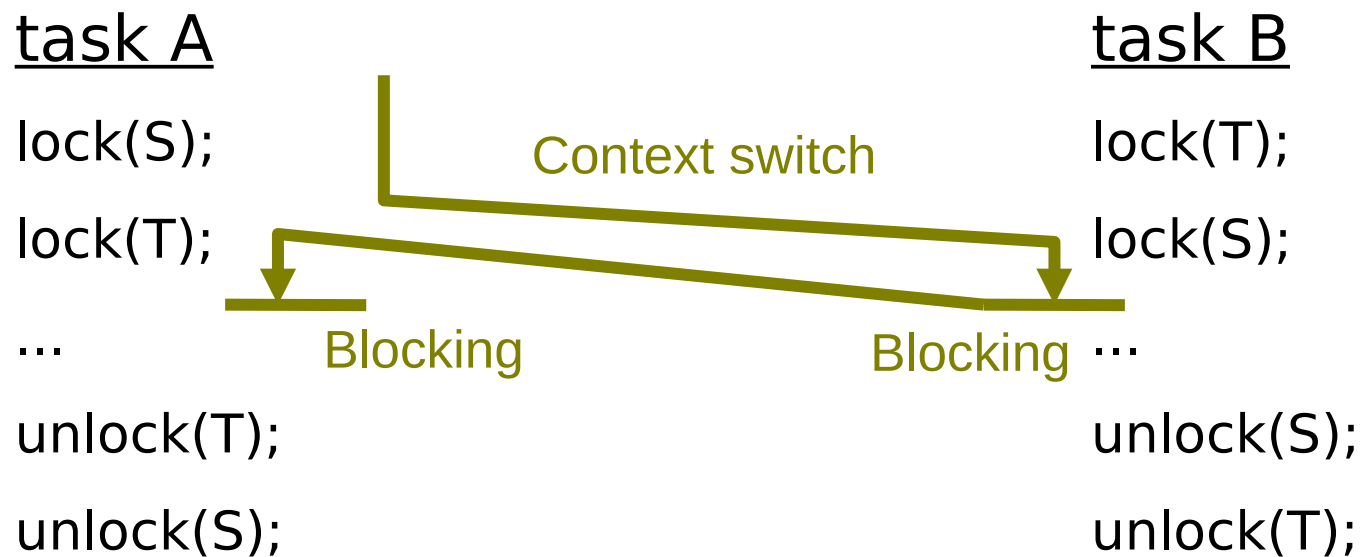 task A
task B
lock(S);
Context switch
lock(T);
lock(T);
lock(S);
...
Blocking
Blocking
...
unlock(T);
unlock(S);
unlock(S);
unlock(T);